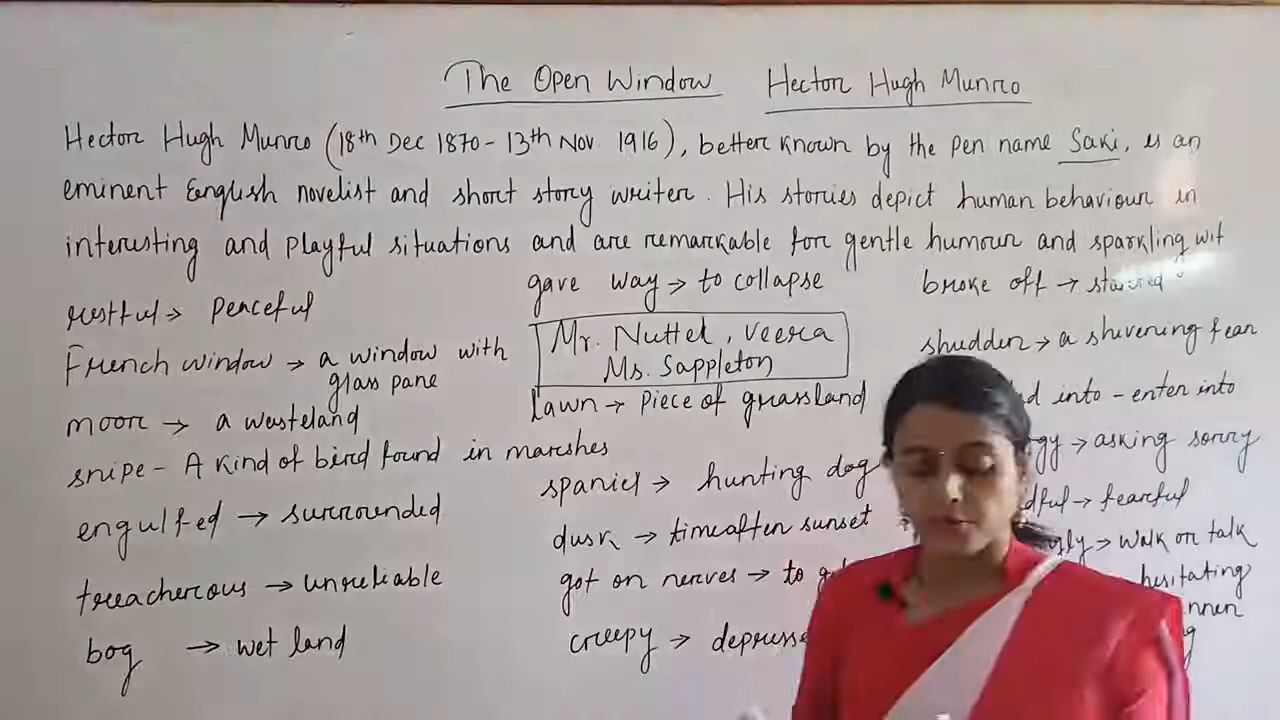 The Open Window Hector Hugh Munro
Hector Hugh Munro (18th Dec 1870 - 13th Nov. 1916), better known by the pen name Saki, is an
eminent English novelist and short story writer. His stories depict human behaviour in
interesting and playful situations and are remarkable for gentle humour and sparkling wit
restful → Peaceful
French window → a window with
glass pane
moor → a wasteland
snipe - A kind of bird found in marshes
engulfed → surrounded
treacherous → unreliable
bog → wet land
gave way → to collapse
Mr. Nuttel, Veera
Ms. Sappleton
lawn → Piece of grassland
spaniel → hunting dog
dusk → time after sunset
got on nerves → to
creepy →
broke off →
shudder → a shivering fear
into - enter into
→ asking sorry
→ fearful
→ walk or talk
hesitating